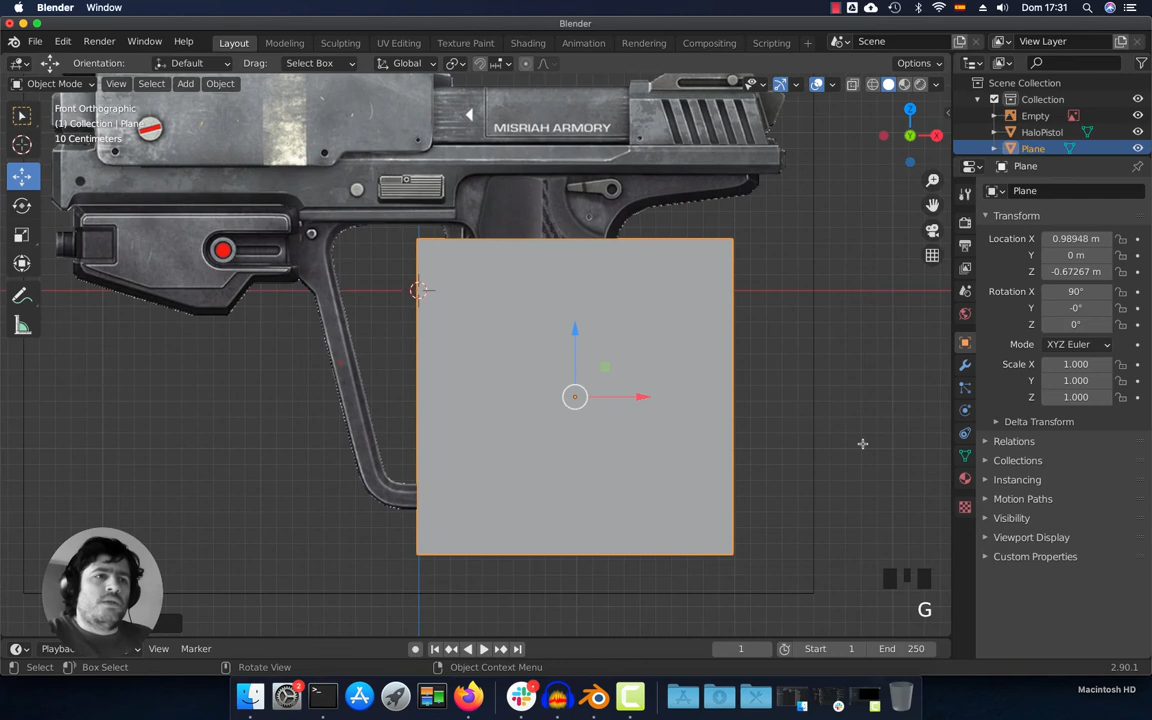 Blender Window Dom 17:31
Blender
File Edit Render Window Help Layout Modeling Sculpting UV Editing Texture Paint Shading Animation Rendering Compositing Scripting + Scene View Layer
Orientation: Default Drag: Select Box Global Options
Object Mode View Select Add Object
Scene Collection
Collection
Empty
HaloPistol
Plane
Front Orthographic
(1) Collection | Plane
10 Centimeters
MISRIAH ARMORY
Plane
Plane
Transform
Location X 0.98948 m
Y 0 m
Z -0.67267 m
Rotation X 90°
Y -0°
Z 0°
Mode XYZ Euler
Scale X 1.000
Y 1.000
Z 1.000
Delta Transform
Relations
Collections
Instancing
Motion Paths
Visibility
Viewport Display
Custom Properties
G
View Marker 1 Start 1 End 250
Select Box Select Rotate View Object Context Menu 2.90.1
Macintosh HD